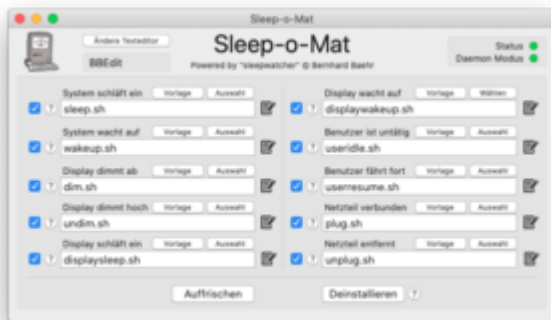 Sleep-o-Mat
Ändere Texteditor
BBEdit
Sleep-o-Mat
Powered by "sleepwatcher" @ Bernhard Baehr
Status
Daemon Modus
System schläft ein Vorlage Auswahl
? sleep.sh
System wacht auf Vorlage Auswahl
? wakeup.sh
Display dimmt ab Vorlage Auswahl
? dim.sh
Display dimmt hoch Vorlage Auswahl
? undim.sh
Display schläft ein Vorlage Auswahl
? displaysleep.sh
Display wacht auf Vorlage Wählen
? displaywakeup.sh
Benutzer ist untätig Vorlage Auswahl
? useridle.sh
Benutzer fährt fort Vorlage Auswahl
? userresume.sh
Netzteil verbunden Vorlage Auswahl
? plug.sh
Netzteil entfernt Vorlage Auswahl
? unplug.sh
Auffrischen
Deinstallieren ?